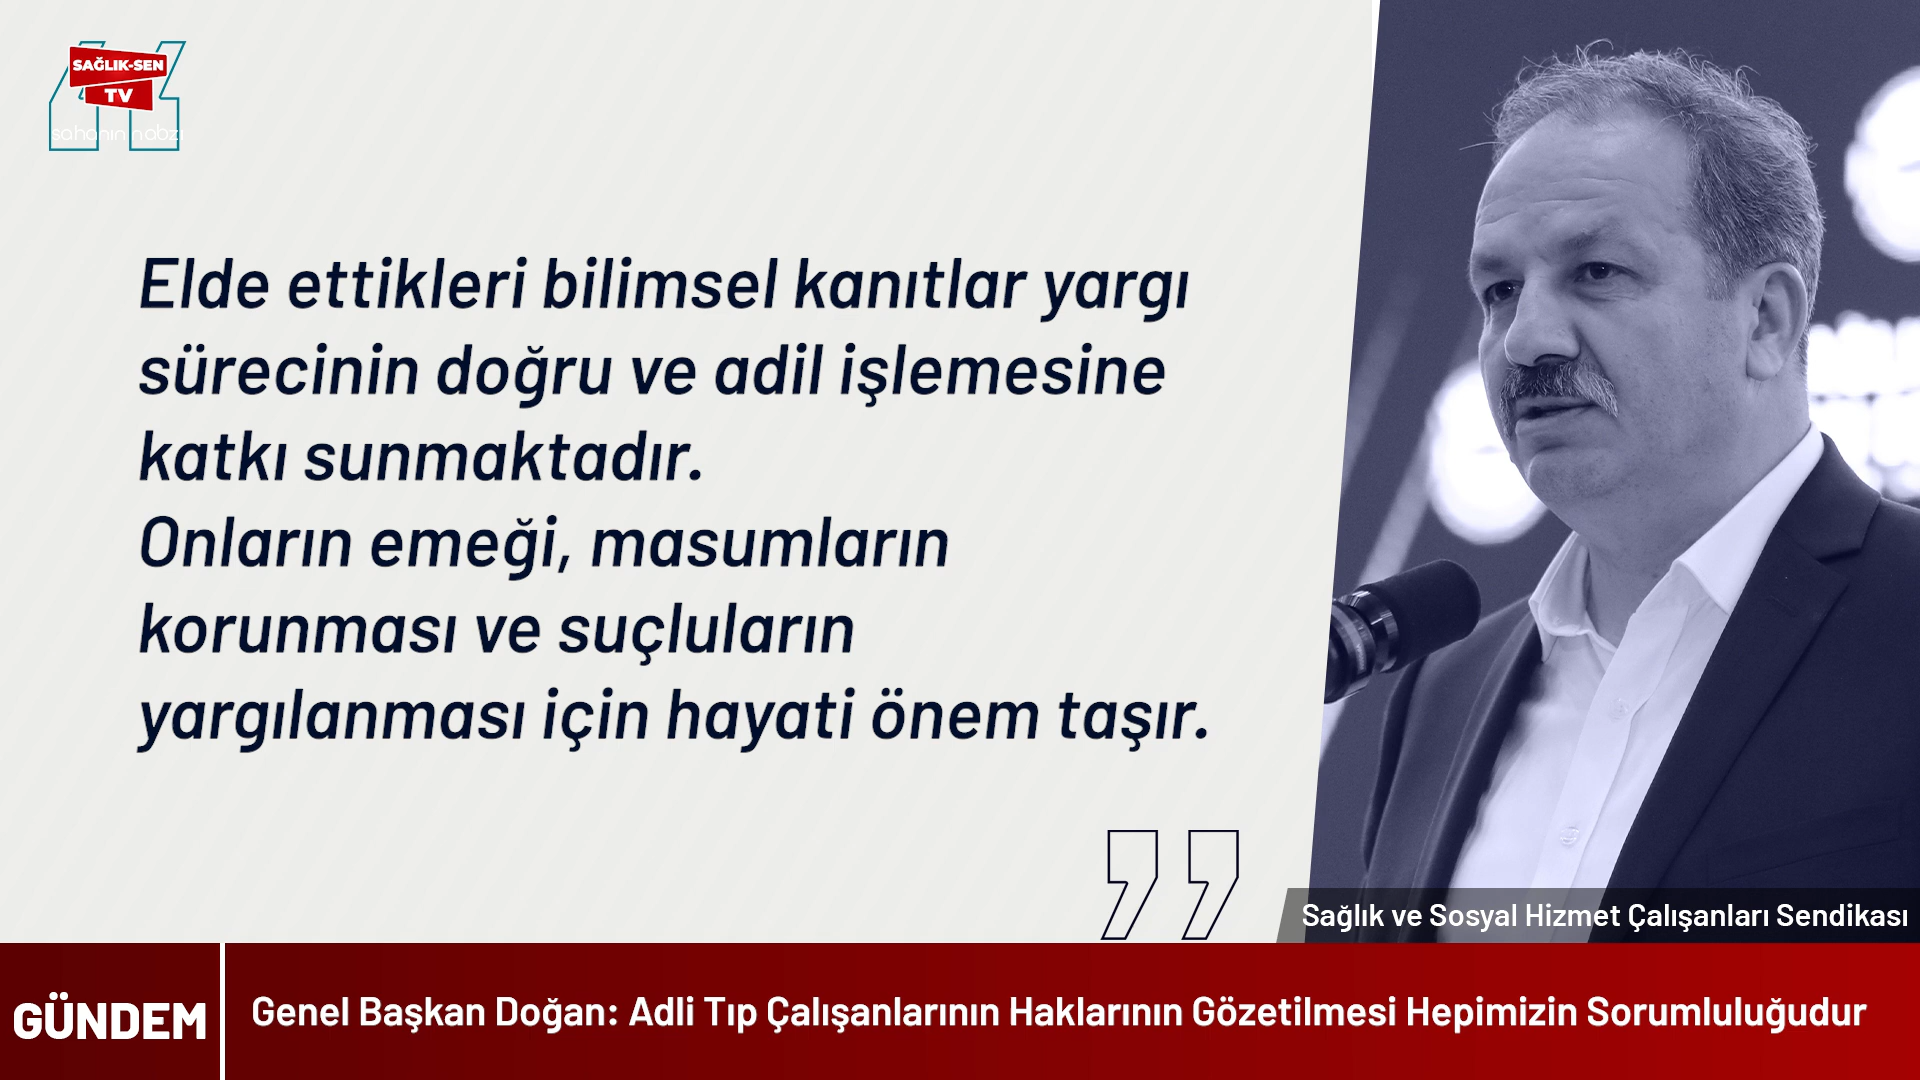 SAĞLIK-SEN
TV
sahanın nabzı
Elde ettikleri bilimsel kanıtlar yargı
sürecinin doğru ve adil işlemesine
katkı sunmaktadır.
Onların emeği, masumların
korunması ve suçluların
yargılanması için hayati önem taşır.
Sağlık ve Sosyal Hizmet Çalışanları Sendikası
GÜNDEM
Genel Başkan Doğan: Adli Tıp Çalışanlarının Haklarının Gözetilmesi Hepimizin Sorumluluğudur